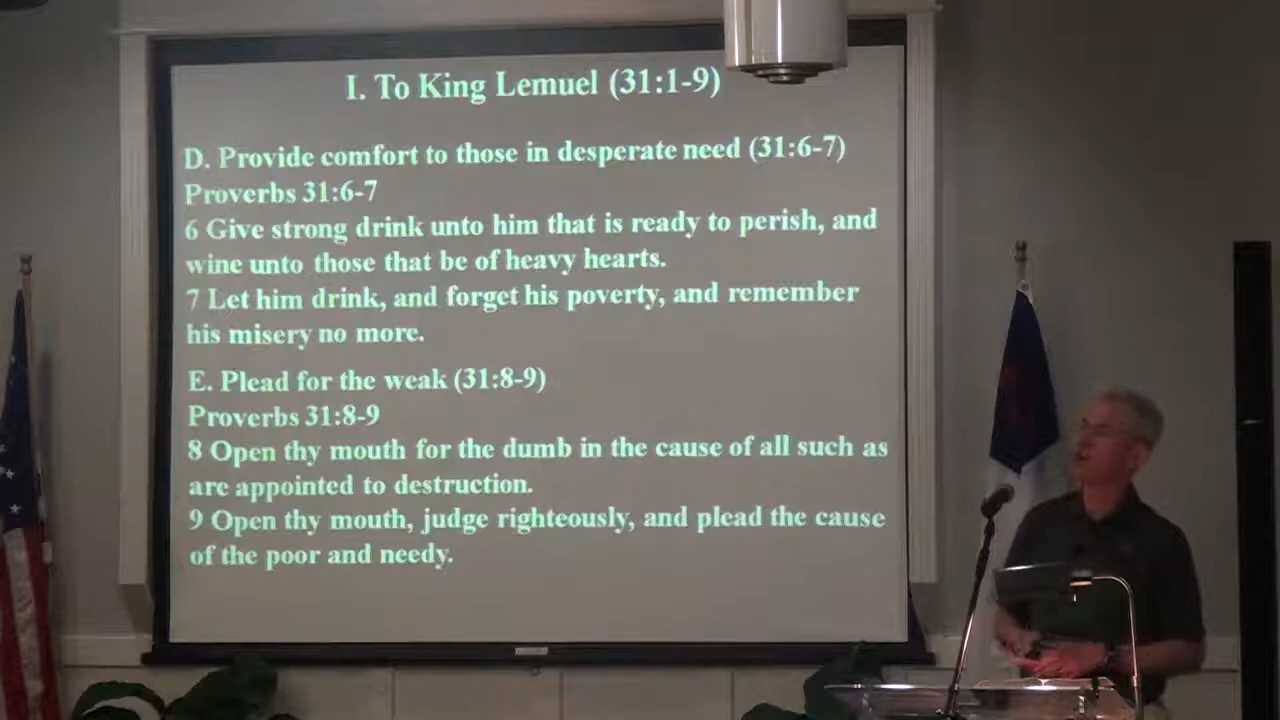 I. To King Lemuel (31:1-9)
D. Provide comfort to those in desperate need (31:6-7)
Proverbs 31:6-7
6 Give strong drink unto him that is ready to perish, and
wine unto those that be of heavy hearts.
7 Let him drink, and forget his poverty, and remember
his misery no more.
E. Plead for the weak (31:8-9)
Proverbs 31:8-9
8 Open thy mouth for the dumb in the cause of all such as
are appointed to destruction.
9 Open thy mouth, judge righteously, and plead the cause
of the poor and needy.